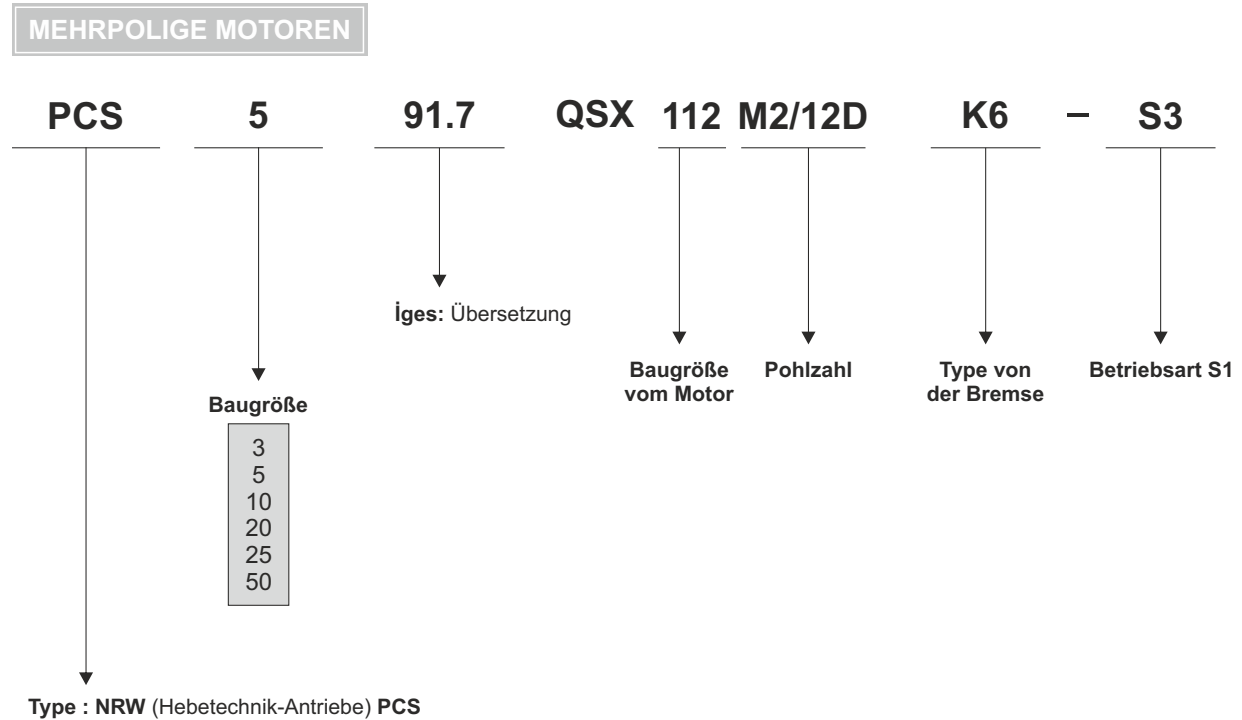 MEHRPOLIGE MOTOREN
PCS 5 91.7 QSX 112 M2/12D K6 – S3
İges: Übersetzung
Baugröße vom Motor
Pohlzahl
Type von der Bremse
Betriebsart S1
Baugröße
3
5
10
20
25
50
Type : NRW (Hebetechnik-Antriebe) PCS